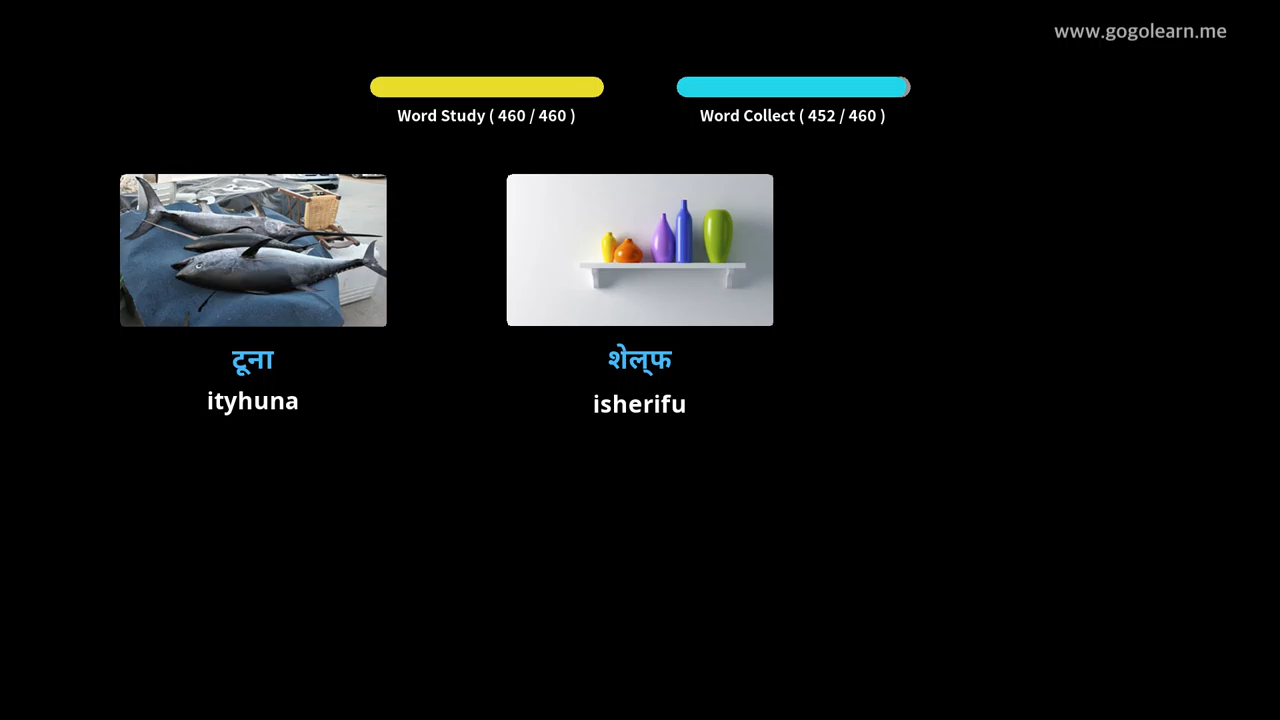 www.gogolearn.me
Word Study ( 460 / 460 )
Word Collect ( 452 / 460 )
टूना
ityhuna
शेल्फ
isherifu